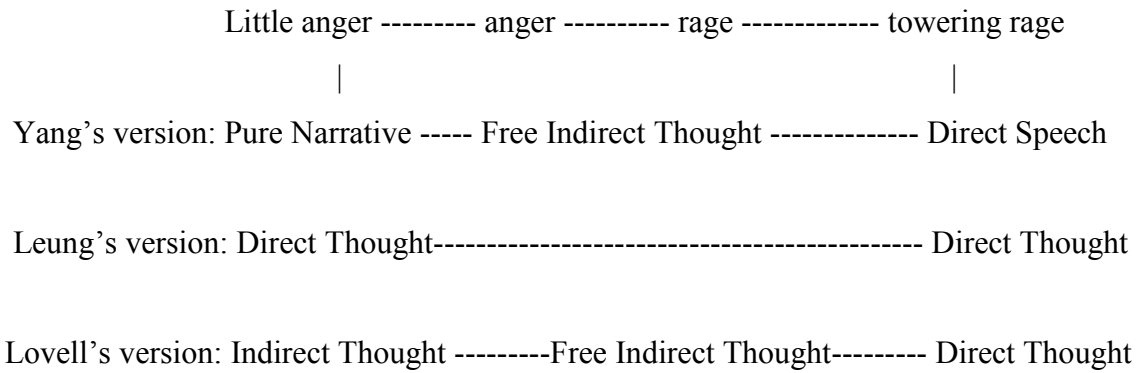 Little anger --------- anger ---------- rage ------------- towering rage
| |
Yang’s version: Pure Narrative ----- Free Indirect Thought -------------- Direct Speech
Leung’s version: Direct Thought---------------------------------------------- Direct Thought
Lovell’s version: Indirect Thought ---------Free Indirect Thought--------- Direct Thought